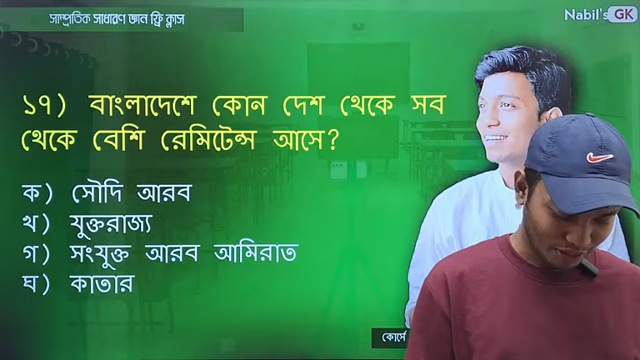 সাম্প্রতিক সাধারণ জ্ঞান ফ্রি ক্লাস
Nabil's GK
১৭) বাংলাদেশে কোন দেশ থেকে সব
থেকে বেশি রেমিটেন্স আসে?
ক) সৌদি আরব
খ) যুক্তরাজ্য
গ) সংযুক্ত আরব আমিরাত
ঘ) কাতার
কোর্সে